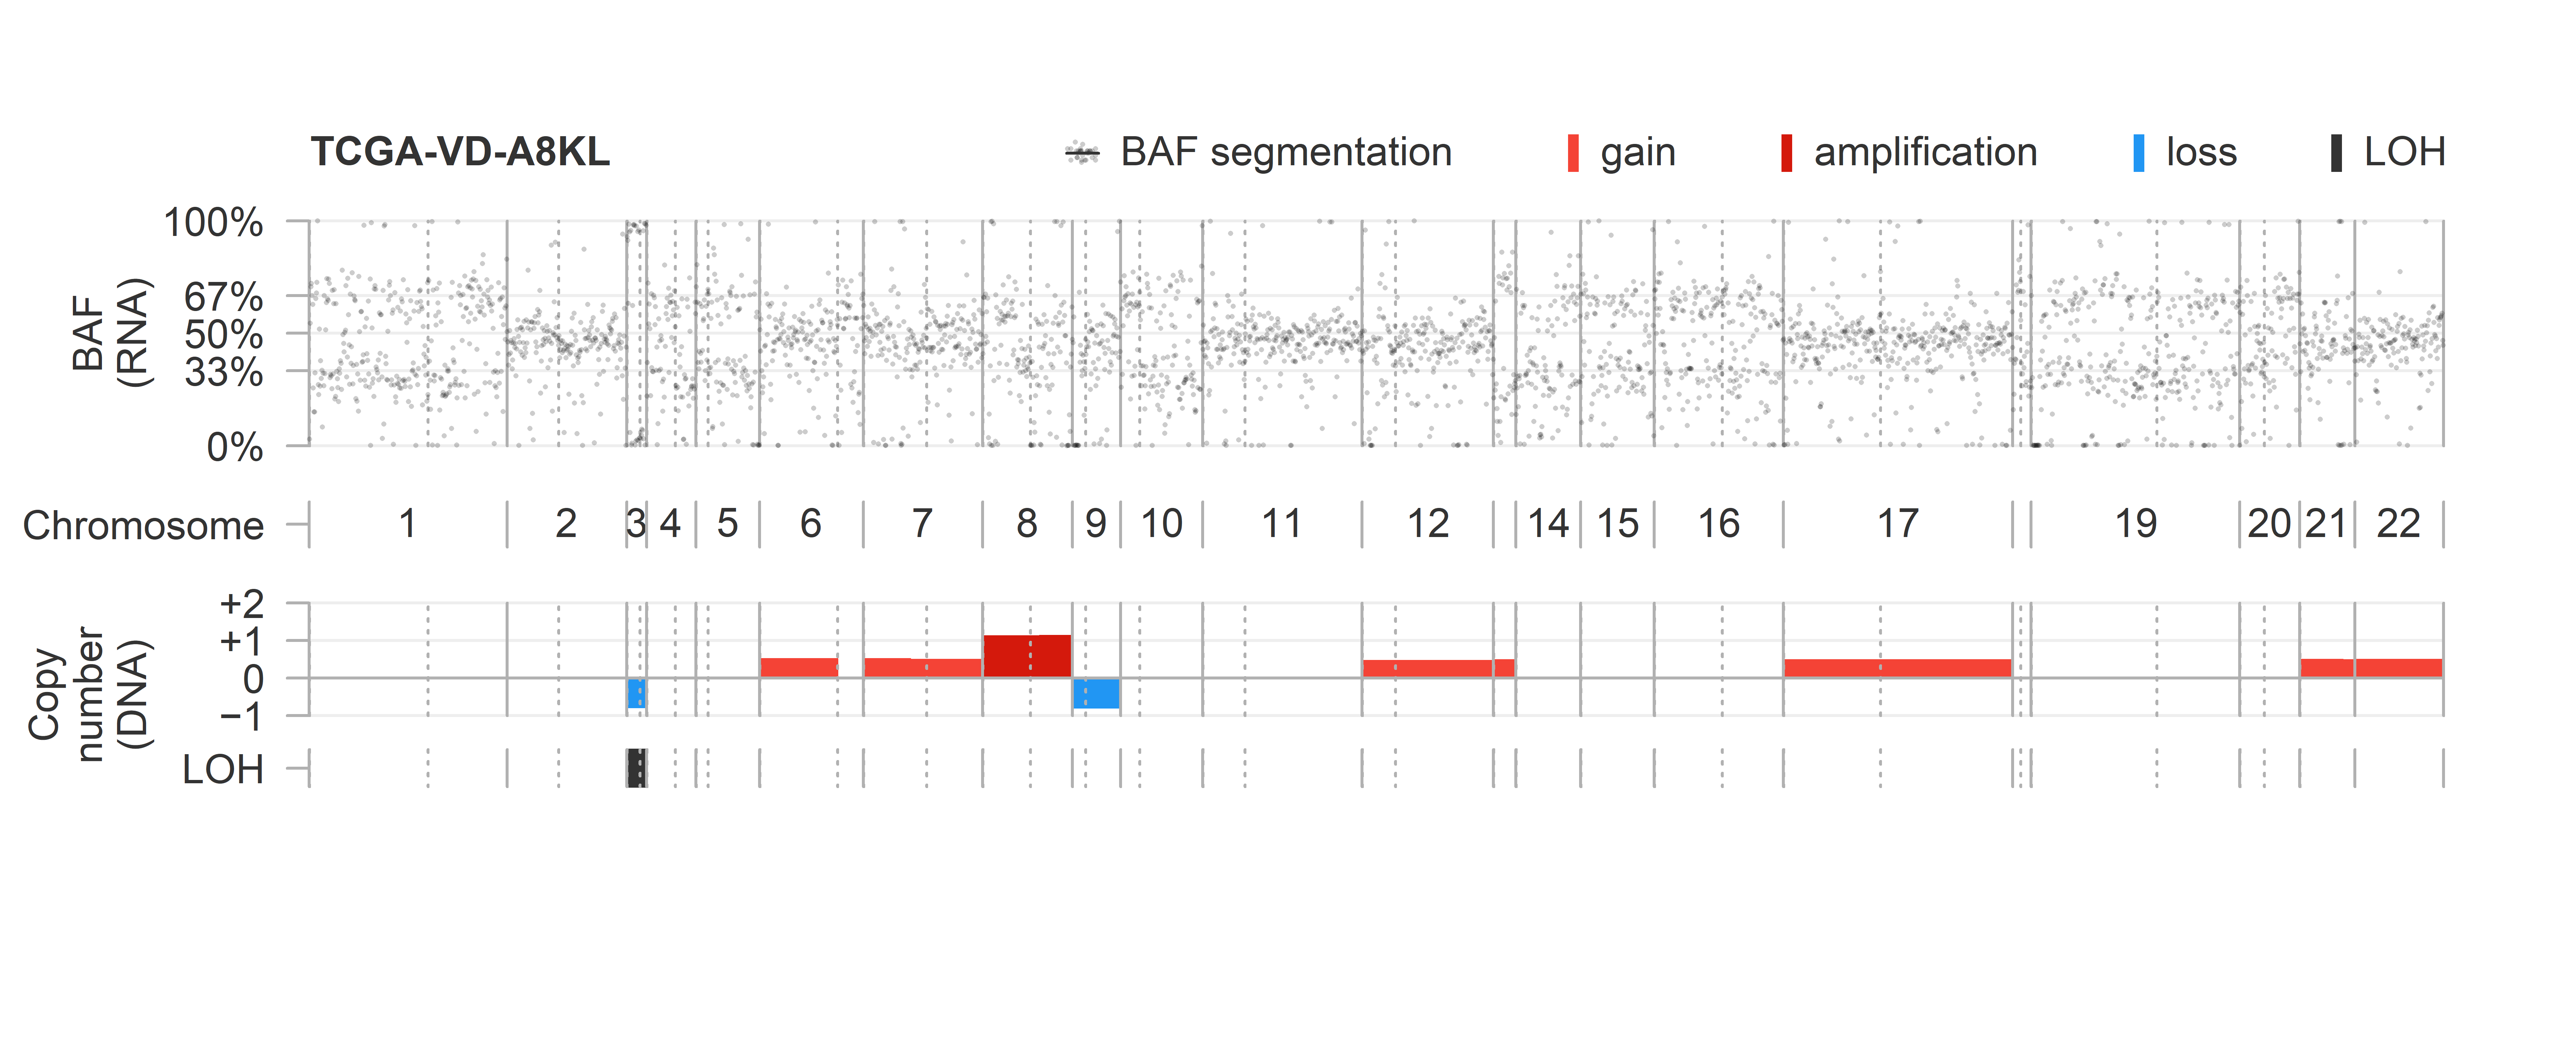 TCGA-VD-A8KL
BAF segmentation gain amplification loss LOH
BAF
(RNA)
100%
67%
50%
33%
0%
Chromosome 1 2 3 4 5 6 7 8 9 10 11 12 14 15 16 17 19 20 21 22
Copy
number
(DNA)
+2
+1
0
−1
LOH